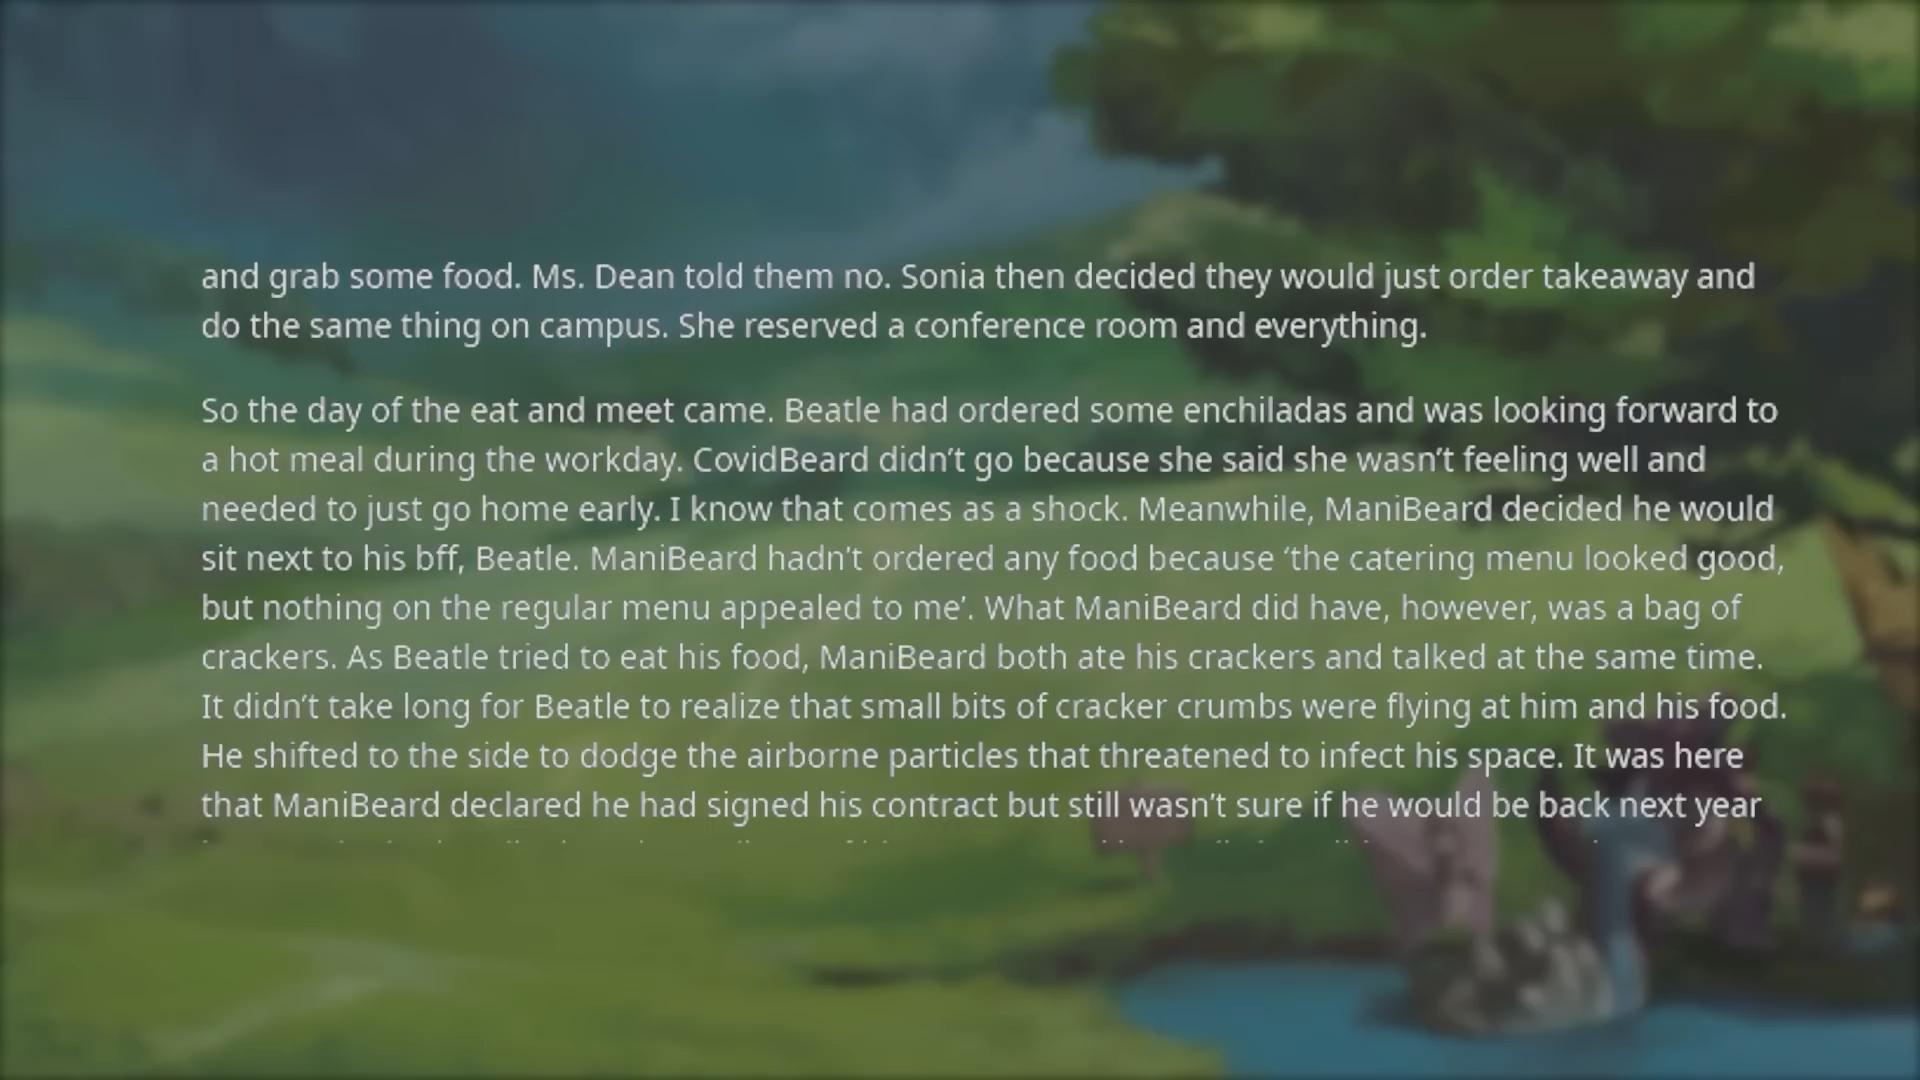 and grab some food. Ms. Dean told them no. Sonia then decided they would just order takeaway and
do the same thing on campus. She reserved a conference room and everything.
So the day of the eat and meet came. Beatle had ordered some enchiladas and was looking forward to
a hot meal during the workday. CovidBeard didn’t go because she said she wasn’t feeling well and
needed to just go home early. I know that comes as a shock. Meanwhile, ManiBeard decided he would
sit next to his bff, Beatle. ManiBeard hadn't ordered any food because ‘the catering menu looked good,
but nothing on the regular menu appealed to me’. What ManiBeard did have, however, was a bag of
crackers. As Beatle tried to eat his food, ManiBeard both ate his crackers and talked at the same time.
It didn’t take long for Beatle to realize that small bits of cracker crumbs were flying at him and his food.
He shifted to the side to dodge the airborne particles that threatened to infect his space. It was here
that ManiBeard declared he had signed his contract but still wasn’t sure if he would be back next year